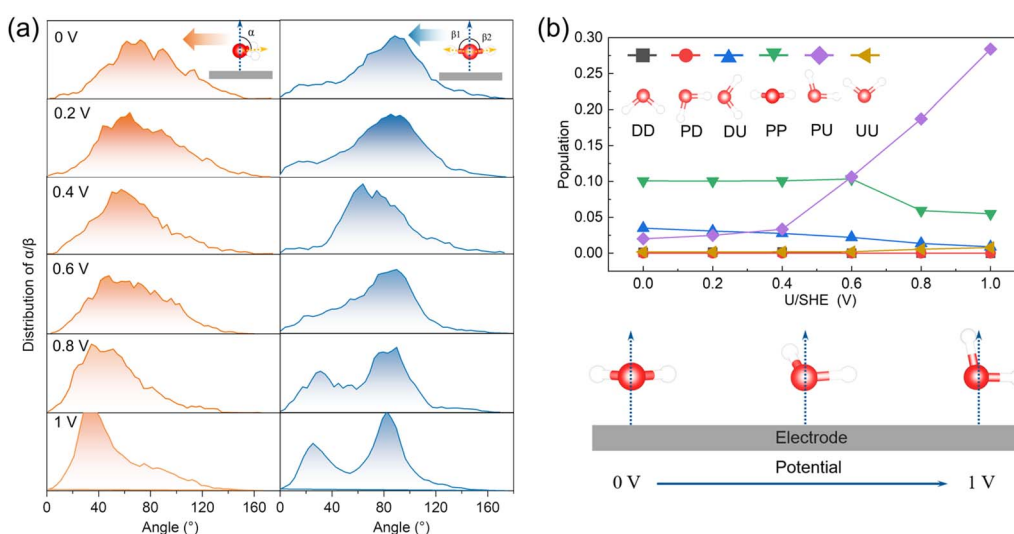 (a)
Distribution of α/β
0 V
α
β1 β2
0.2 V
0.4 V
0.6 V
0.8 V
1 V
0 40 80 120 160
0 40 80 120 160
Angle (°)
Angle (°)
(b)
Population
0.30
0.25
0.20
0.15
0.10
0.05
0.00
DD PD DU PP PU UU
0.0 0.2 0.4 0.6 0.8 1.0
U/SHE (V)
Electrode
Potential
0 V 1 V